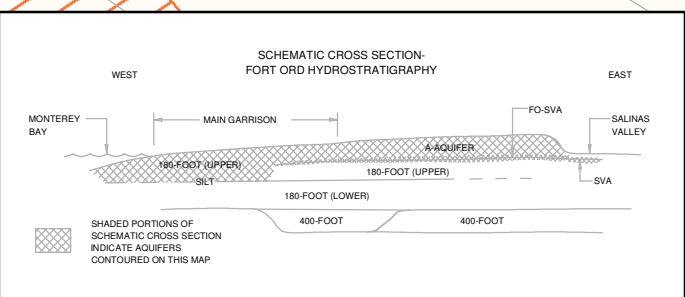 SCHEMATIC CROSS SECTION-
FORT ORD HYDROSTRATIGRAPHY
WEST
EAST
FO-SVA
MONTEREY
BAY
MAIN GARRISON
SALINAS
VALLEY
A-AQUIFER
180-FOOT (UPPER)
180-FOOT (UPPER)
SILT
SVA
180-FOOT (LOWER)
400-FOOT
400-FOOT
SHADED PORTIONS OF
SCHEMATIC CROSS SECTION
INDICATE AQUIFERS
CONTOURED ON THIS MAP